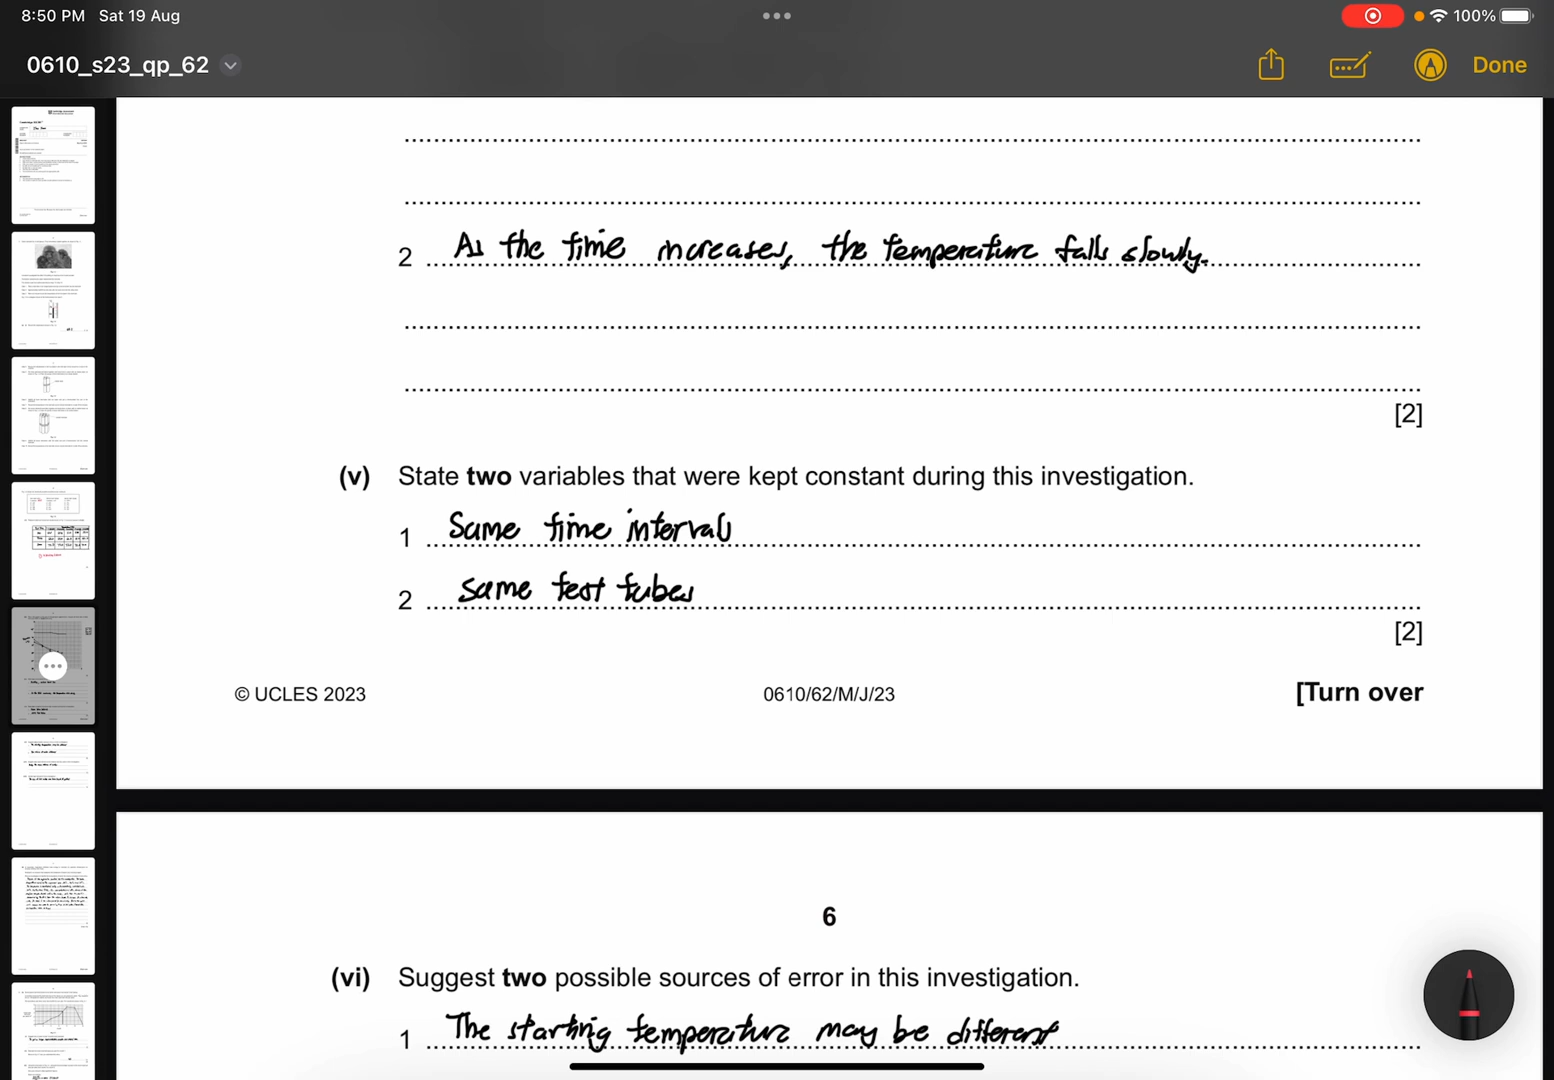 8:50 PM Sat 19 Aug
100%
0610_s23_qp_62
Done
2 As the time increases, the temperature falls slowly.
[2]
(v) State two variables that were kept constant during this investigation.
1 Same time intervals
2 same test tubes
[2]
© UCLES 2023 0610/62/M/J/23 [Turn over
6
(vi) Suggest two possible sources of error in this investigation.
1 The starting temperature may be different